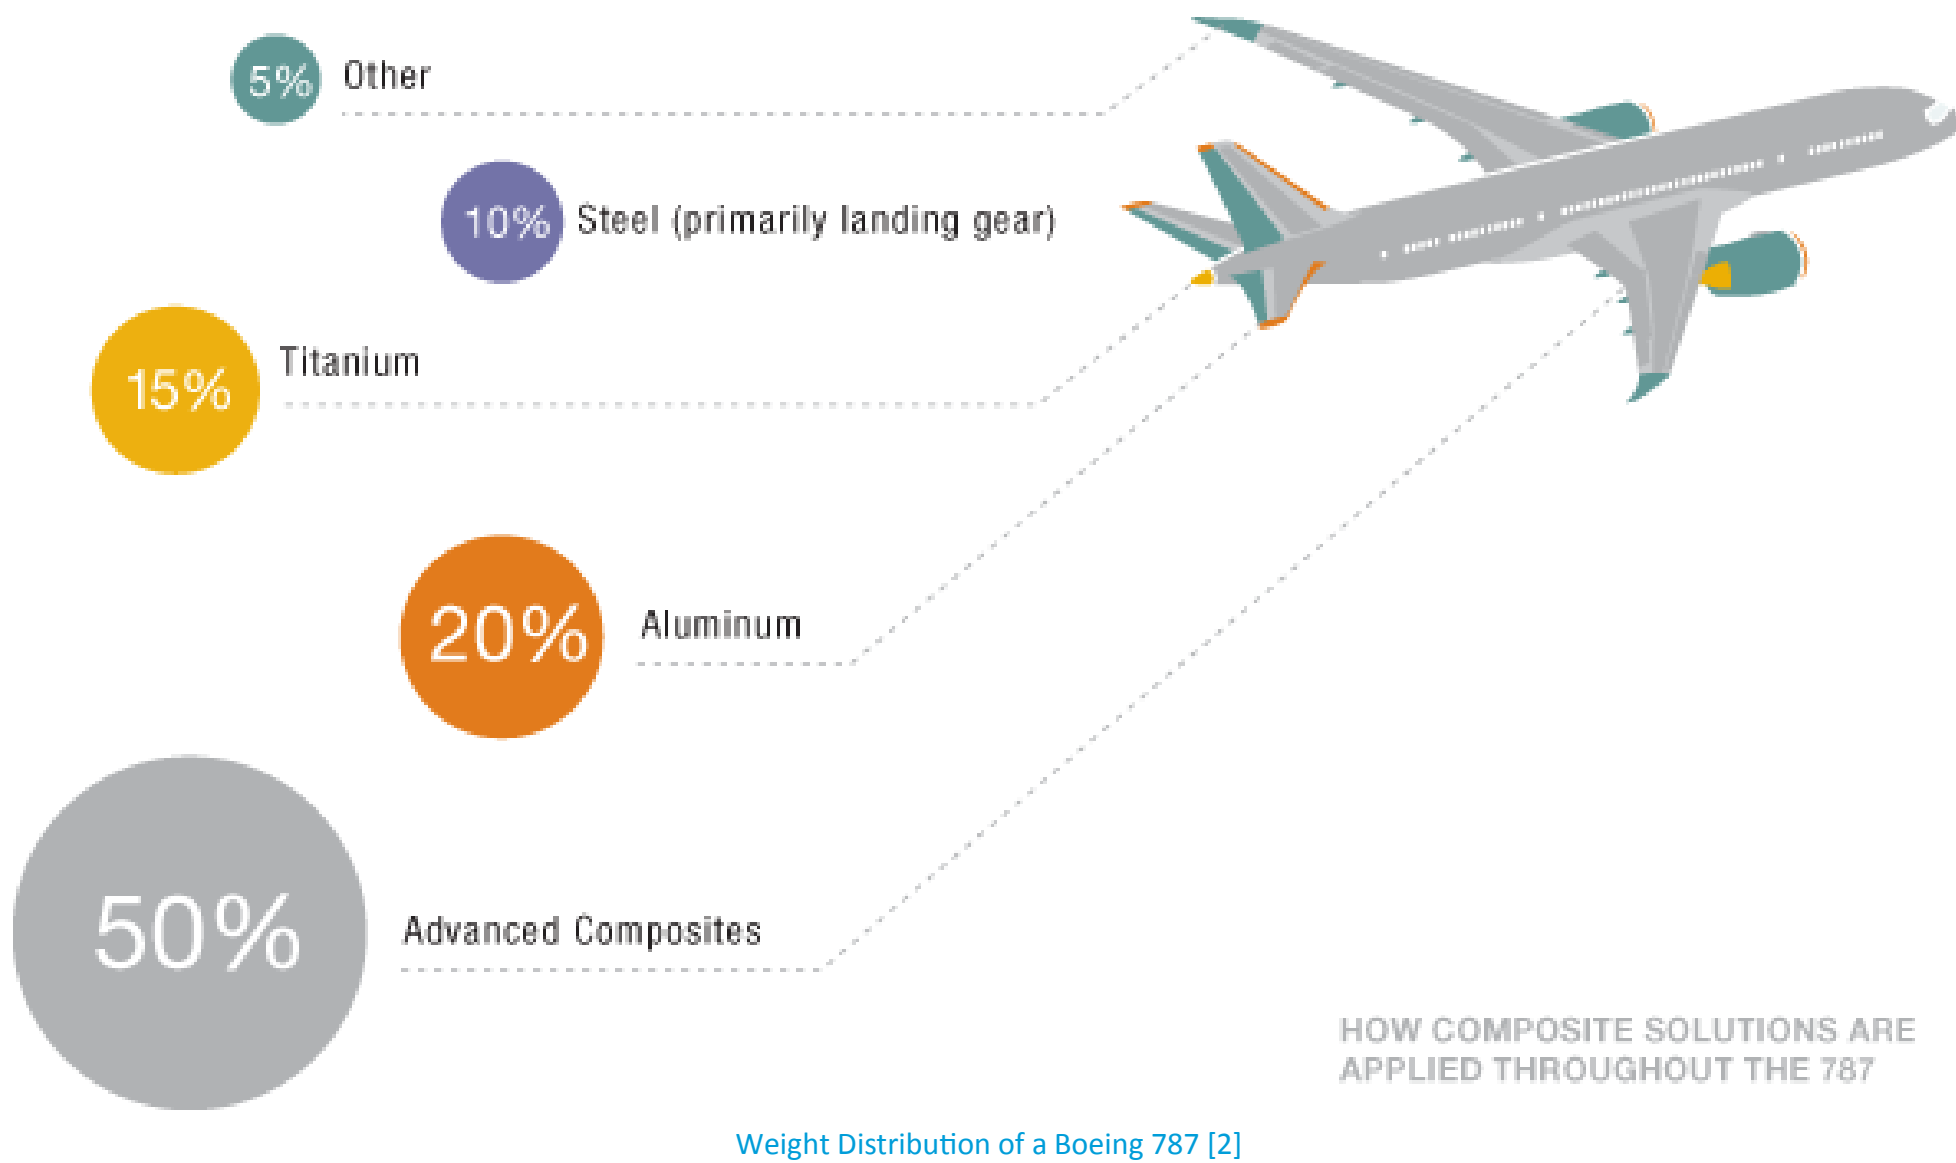 5% Other
10% Steel (primarily landing gear)
15% Titanium
20% Aluminum
50% Advanced Composites
HOW COMPOSITE SOLUTIONS ARE
APPLIED THROUGHOUT THE 787
Weight Distribution of a Boeing 787 [2]